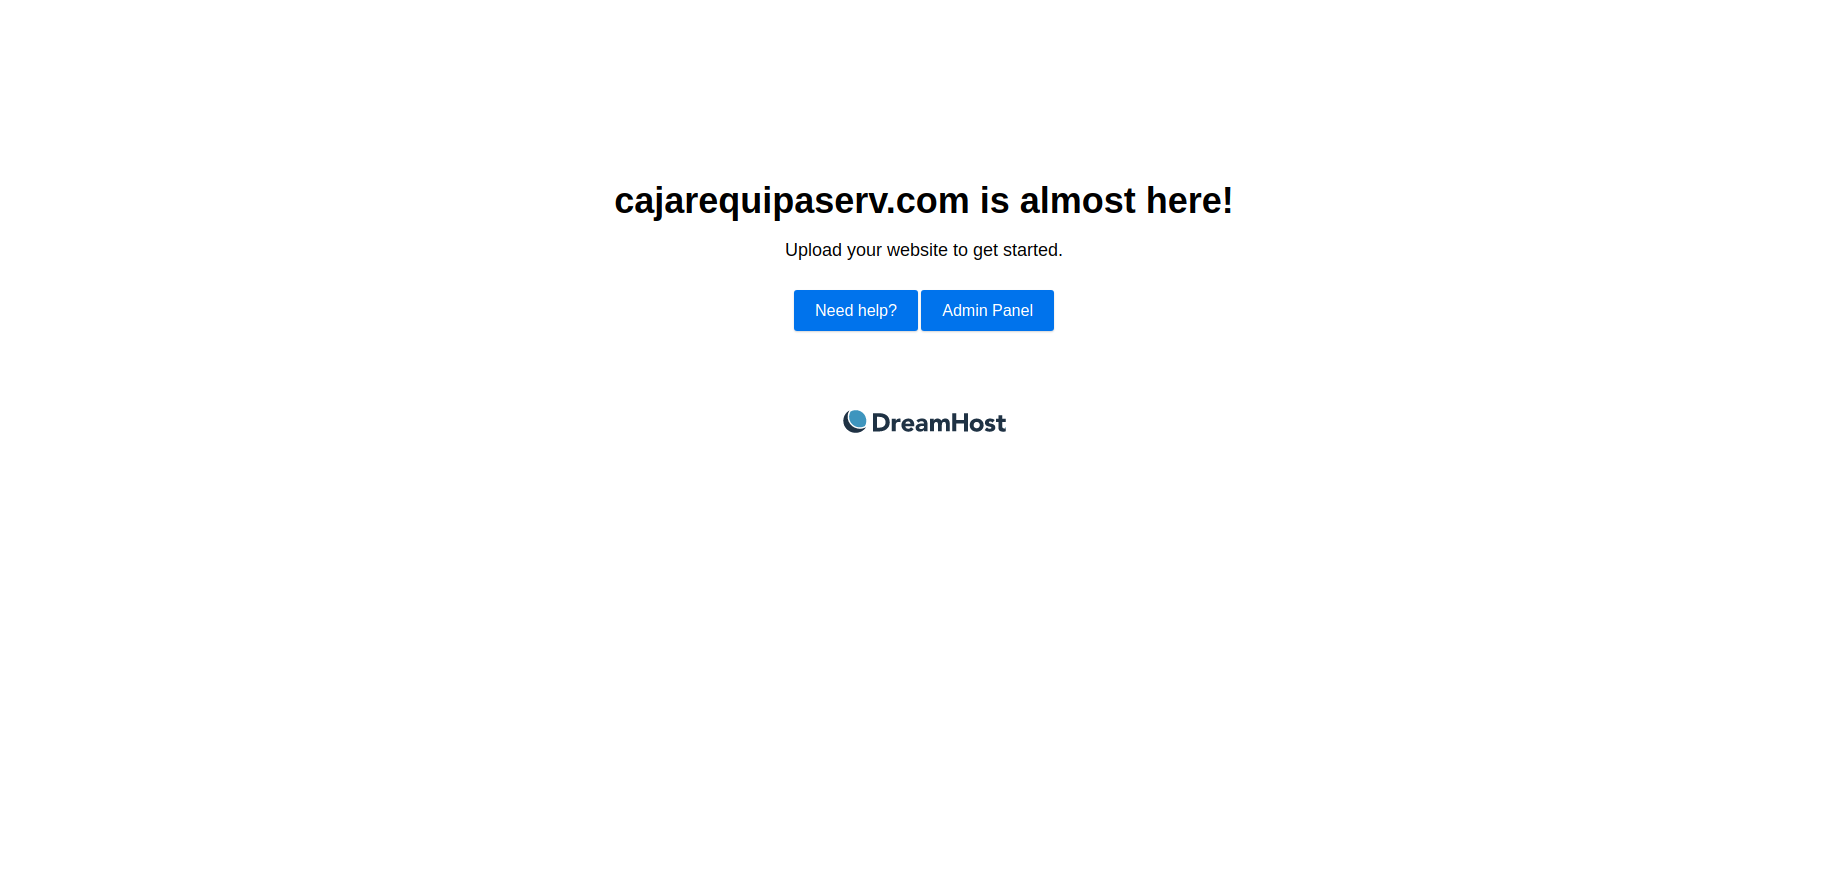 cajarequipaserv.com is almost here!
Upload your website to get started.
Need help? Admin Panel
DreamHost